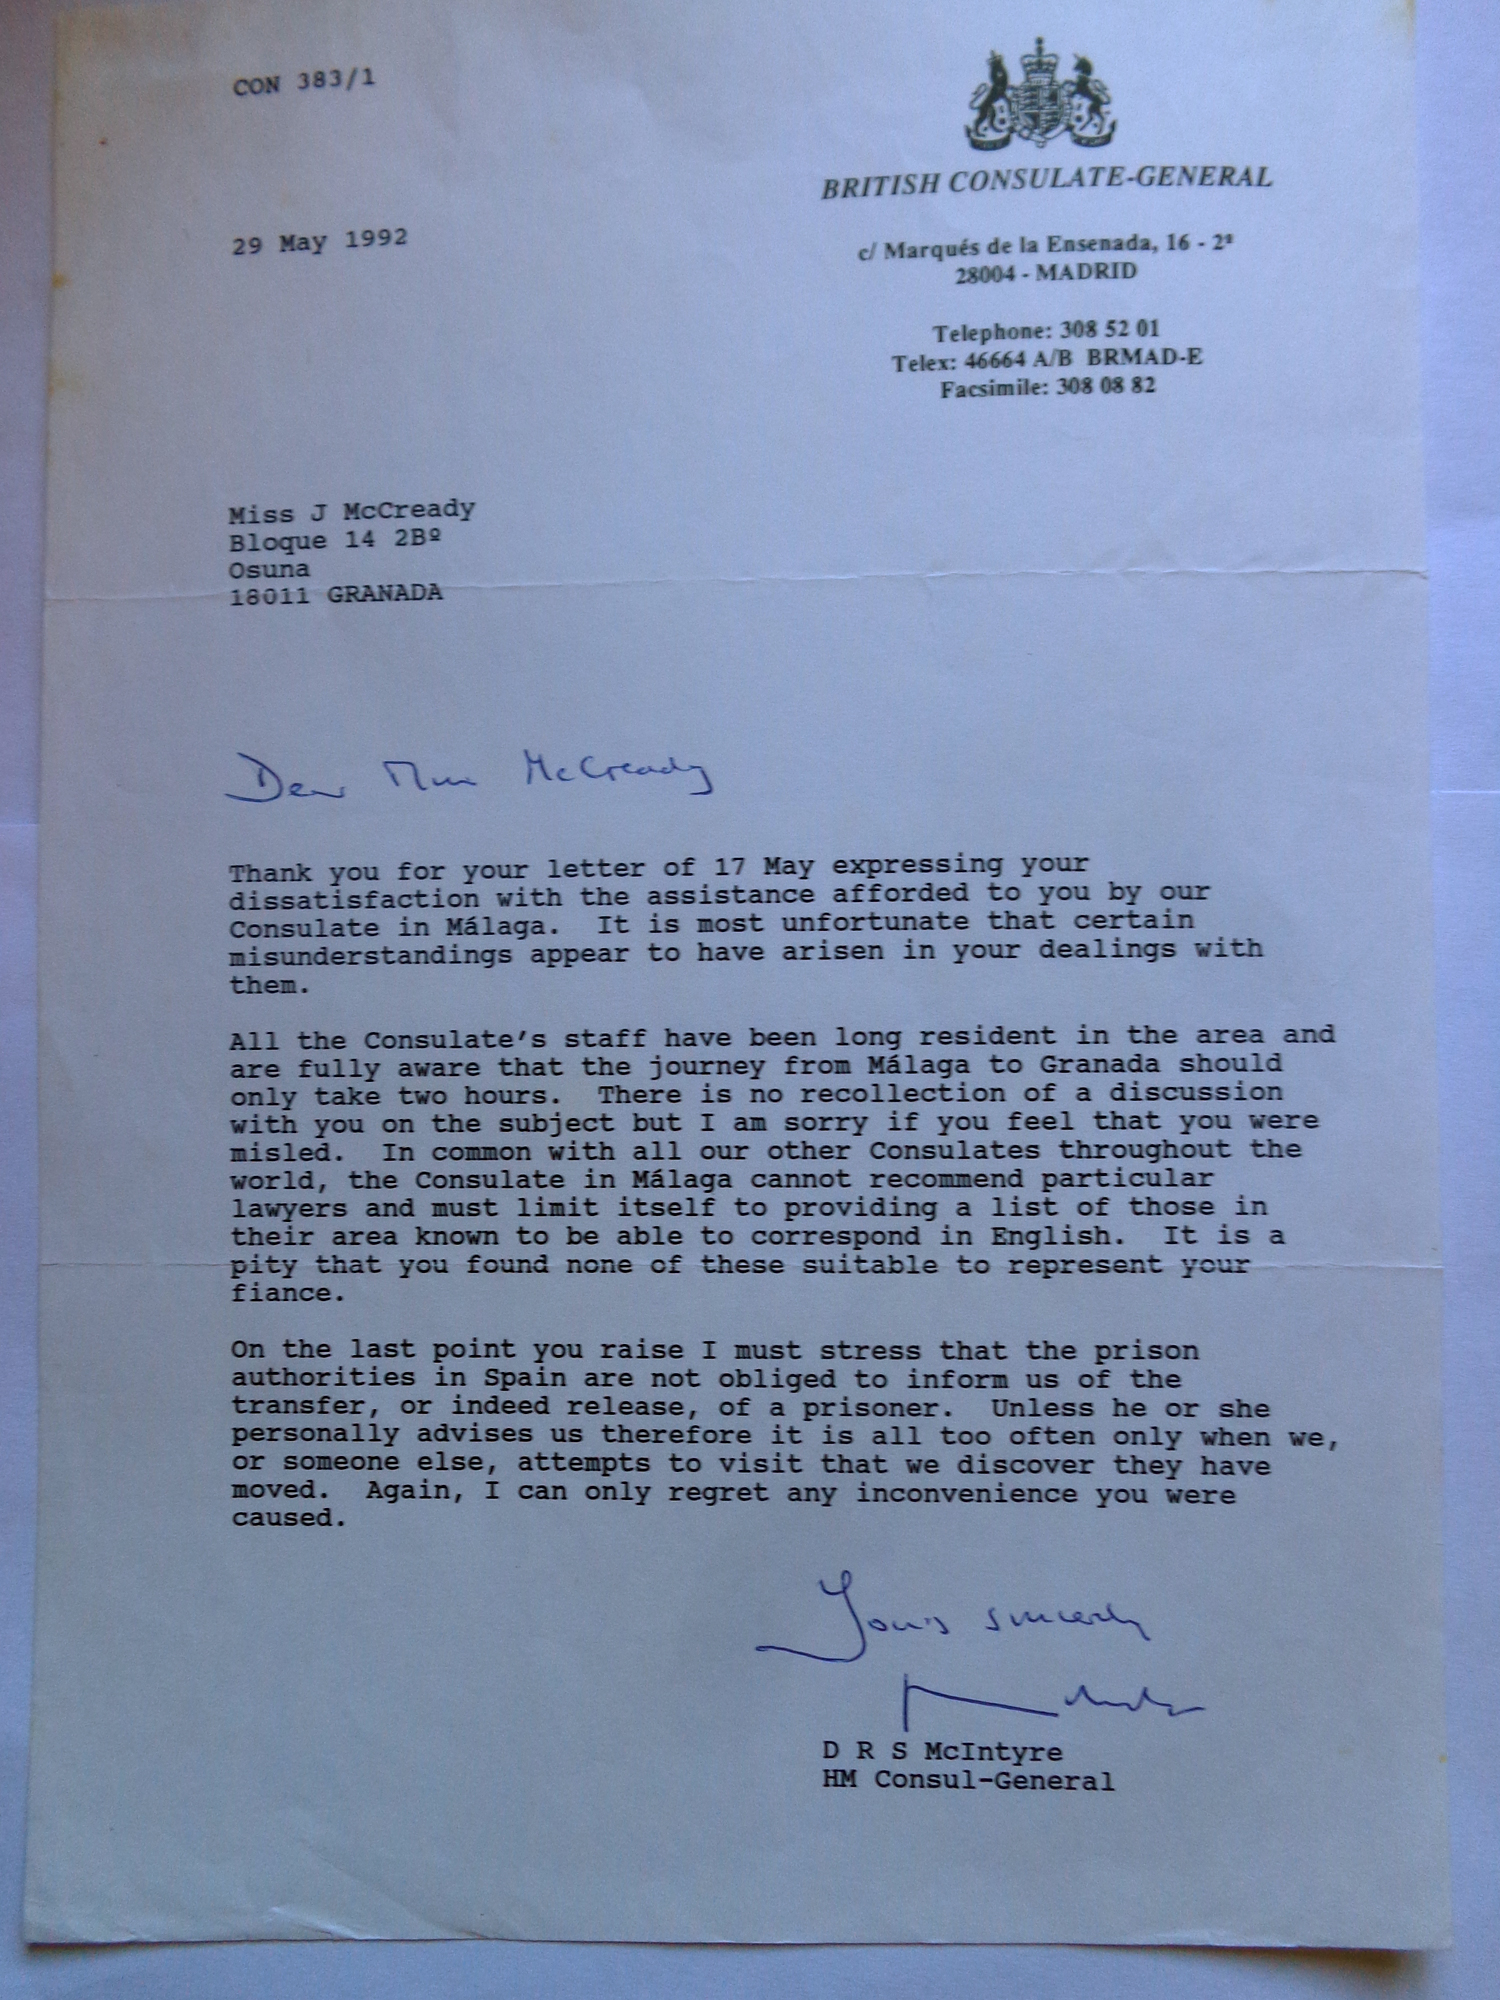 CON 383/1
BRITISH CONSULATE-GENERAL
29 May 1992
c/ Marqués de la Ensenada, 16 - 2ª
28004 - MADRID
Telephone: 308 52 01
Telex: 46664 A/B BRMAD-E
Facsimile: 308 08 82
Miss J McCready
Bloque 14 2Bº
Osuna
18011 GRANADA
Dear Miss McCready
Thank you for your letter of 17 May expressing your
dissatisfaction with the assistance afforded to you by our
Consulate in Málaga. It is most unfortunate that certain
misunderstandings appear to have arisen in your dealings with
them.
All the Consulate's staff have been long resident in the area and
are fully aware that the journey from Málaga to Granada should
only take two hours. There is no recollection of a discussion
with you on the subject but I am sorry if you feel that you were
misled. In common with all our other Consulates throughout the
world, the Consulate in Málaga cannot recommend particular
lawyers and must limit itself to providing a list of those in
their area known to be able to correspond in English. It is a
pity that you found none of these suitable to represent your
fiance.
On the last point you raise I must stress that the prison
authorities in Spain are not obliged to inform us of the
transfer, or indeed release, of a prisoner. Unless he or she
personally advises us therefore it is all too often only when we,
or someone else, attempts to visit that we discover they have
moved. Again, I can only regret any inconvenience you were
caused.
Yours sincerely
D R S McIntyre
HM Consul-General